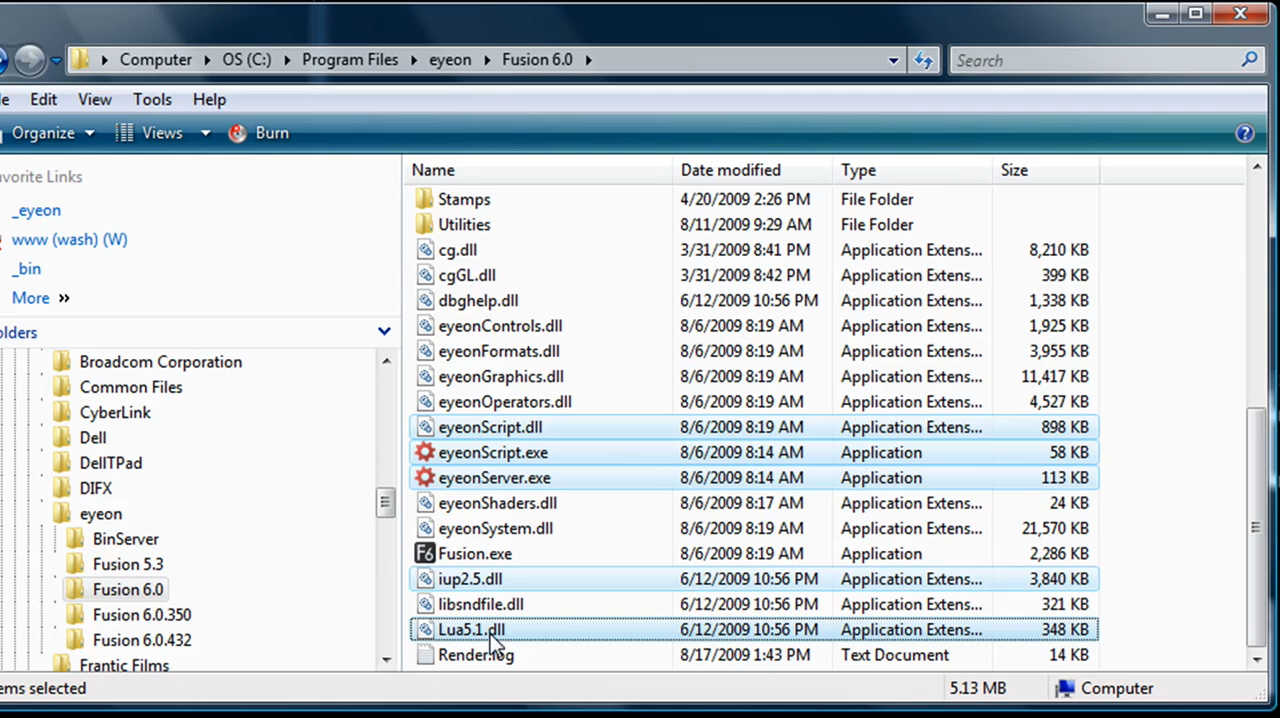 Computer OS (C:) Program Files eyeon Fusion 6.0 Search
le Edit View Tools Help
Organize Views Burn
avorite Links
_eyeon
www (wash) (W)
_bin
More »
olders
Broadcom Corporation
Common Files
CyberLink
Dell
DellTPad
DIFX
eyeon
BinServer
Fusion 5.3
Fusion 6.0
Fusion 6.0.350
Fusion 6.0.432
Frantic Films
Name Date modified Type Size
Stamps 4/20/2009 2:26 PM File Folder
Utilities 8/11/2009 9:29 AM File Folder
cg.dll 3/31/2009 8:41 PM Application Extens... 8,210 KB
cgGL.dll 3/31/2009 8:42 PM Application Extens... 399 KB
dbghelp.dll 6/12/2009 10:56 PM Application Extens... 1,338 KB
eyeonControls.dll 8/6/2009 8:19 AM Application Extens... 1,925 KB
eyeonFormats.dll 8/6/2009 8:19 AM Application Extens... 3,955 KB
eyeonGraphics.dll 8/6/2009 8:19 AM Application Extens... 11,417 KB
eyeonOperators.dll 8/6/2009 8:19 AM Application Extens... 4,527 KB
eyeonScript.dll 8/6/2009 8:19 AM Application Extens... 898 KB
eyeonScript.exe 8/6/2009 8:14 AM Application 58 KB
eyeonServer.exe 8/6/2009 8:14 AM Application 113 KB
eyeonShaders.dll 8/6/2009 8:17 AM Application Extens... 24 KB
eyeonSystem.dll 8/6/2009 8:19 AM Application Extens... 21,570 KB
F6 Fusion.exe 8/6/2009 8:19 AM Application 2,286 KB
iup2.5.dll 6/12/2009 10:56 PM Application Extens... 3,840 KB
libsndfile.dll 6/12/2009 10:56 PM Application Extens... 321 KB
Lua5.1.dll 6/12/2009 10:56 PM Application Extens... 348 KB
Render.log 8/17/2009 1:43 PM Text Document 14 KB
ems selected 5.13 MB Computer